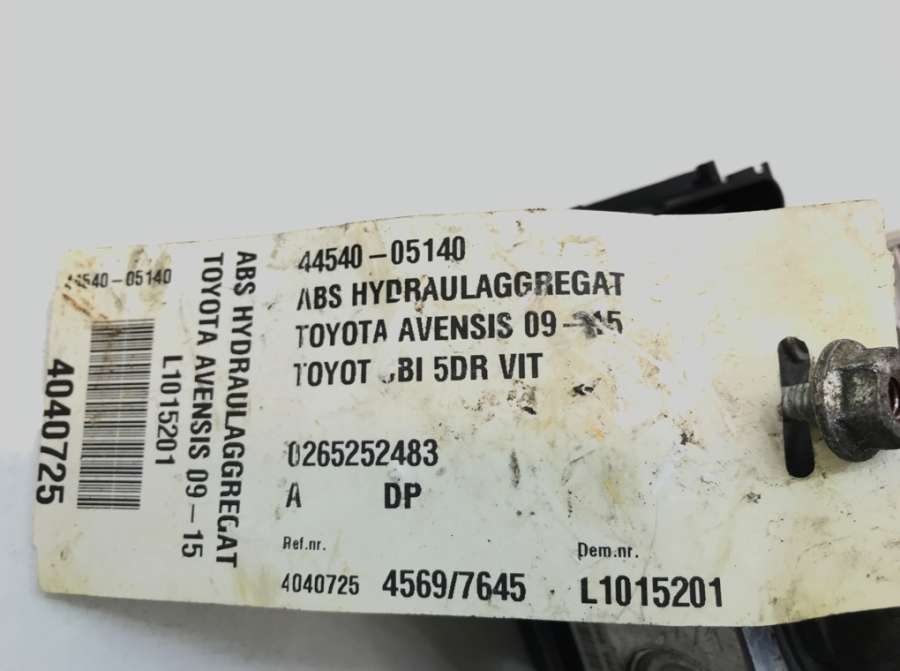 44540-05140
ABS HYDRAULAGGREGAT
TOYOTA AVENSIS 09-15
TOYOT BI 5DR VIT
0265252483
A DP
Ref.nr. Dem.nr.
4040725 4569/7645 L1015201
ABS HYDRAULAGGREGAT
TOYOTA AVENSIS 09-15
L1015201
44540-05140
4040725